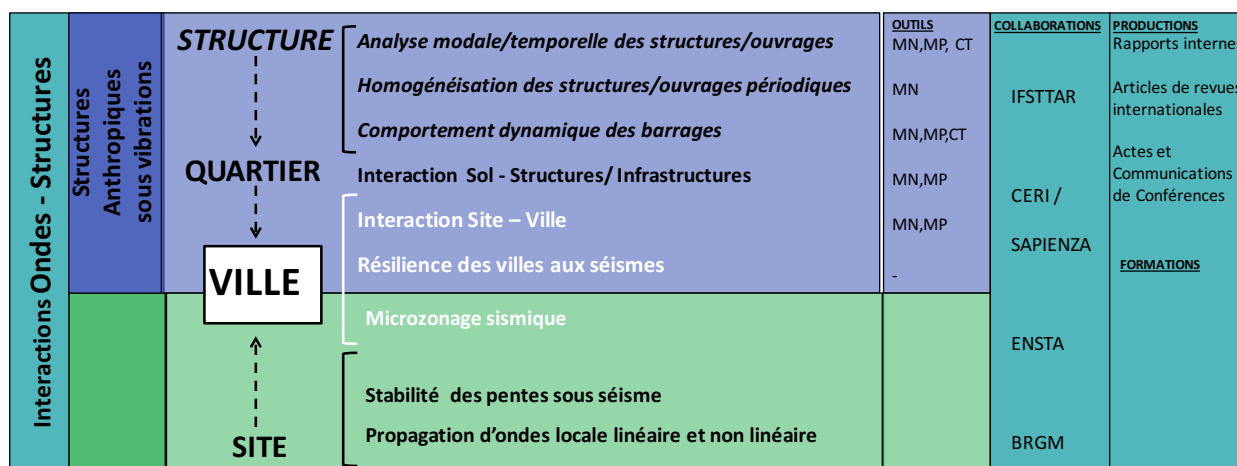 Interactions Ondes - Structures
Structures
Anthropiques
sous vibrations
STRUCTURE
QUARTIER
VILLE
SITE
Analyse modale/temporelle des structures/ouvrages
Homogénéisation des structures/ouvrages périodiques
Comportement dynamique des barrages
Interaction Sol - Structures/ Infrastructures
Interaction Site – Ville
Résilience des villes aux séismes
Microzonage sismique
Stabilité des pentes sous séisme
Propagation d'ondes locale linéaire et non linéaire
OUTILS
MN,MP, CT
MN
MN,MP,CT
MN,MP
MN,MP
-
COLLABORATIONS
IFSTTAR
CERI /
SAPIENZA
ENSTA
BRGM
PRODUCTIONS
Rapports interne
Articles de revues
internationales
Actes et
Communications
de Conférences
FORMATIONS